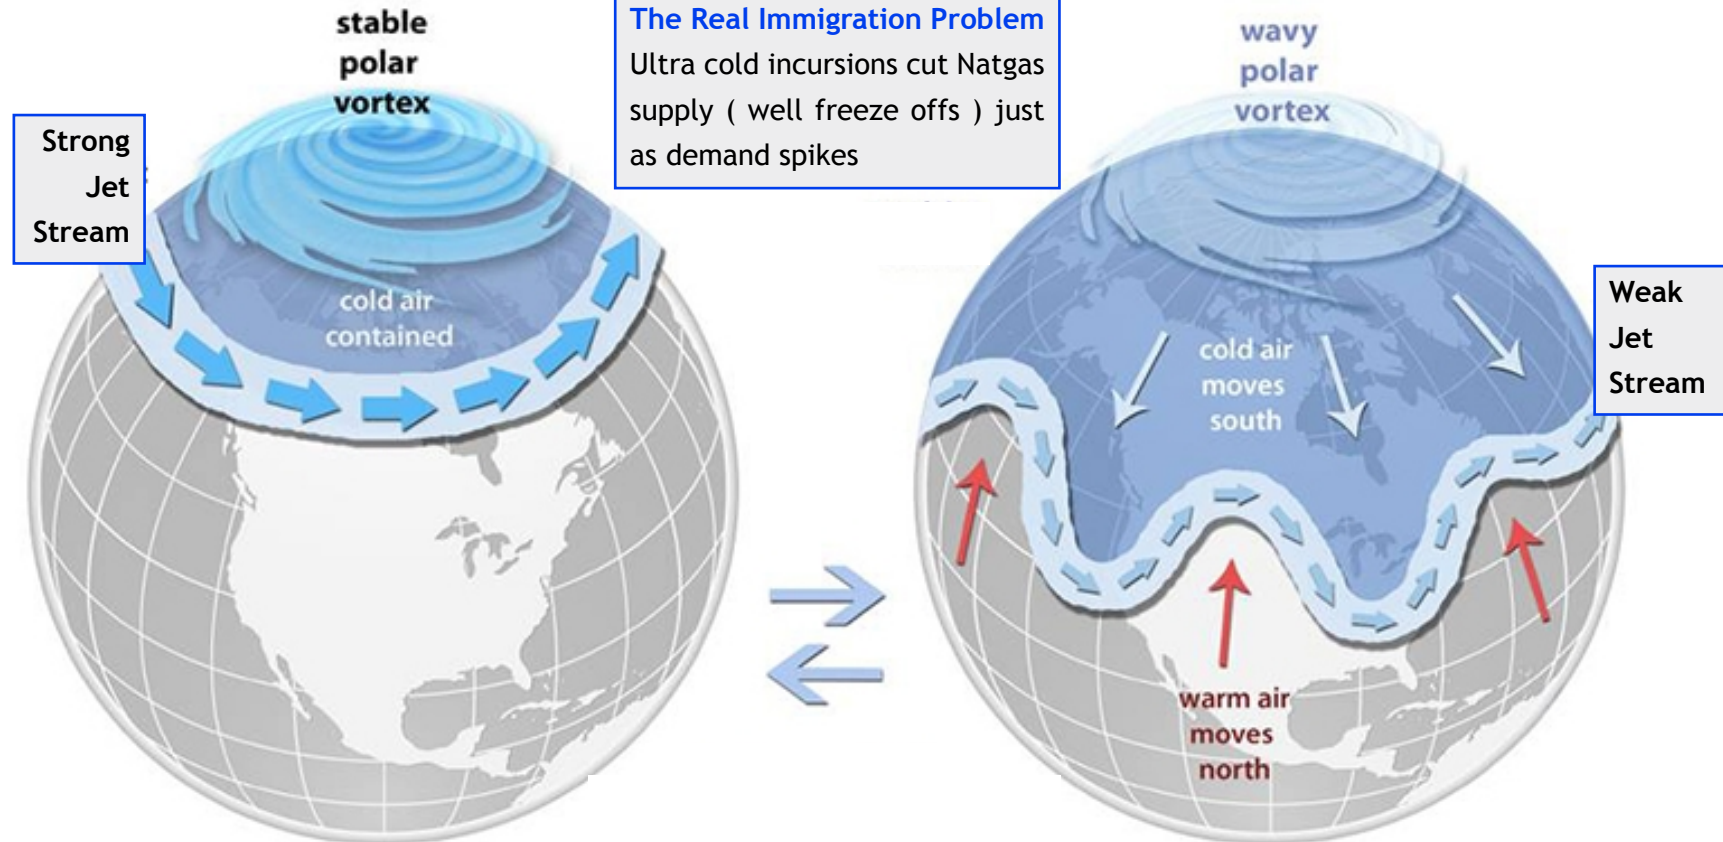 stable
polar
vortex
Strong
Jet
Stream
cold air
contained
The Real Immigration Problem
Ultra cold incursions cut Natgas
supply ( well freeze offs ) just
as demand spikes
wavy
polar
vortex
Weak
Jet
Stream
cold air
moves
south
warm air
moves
north